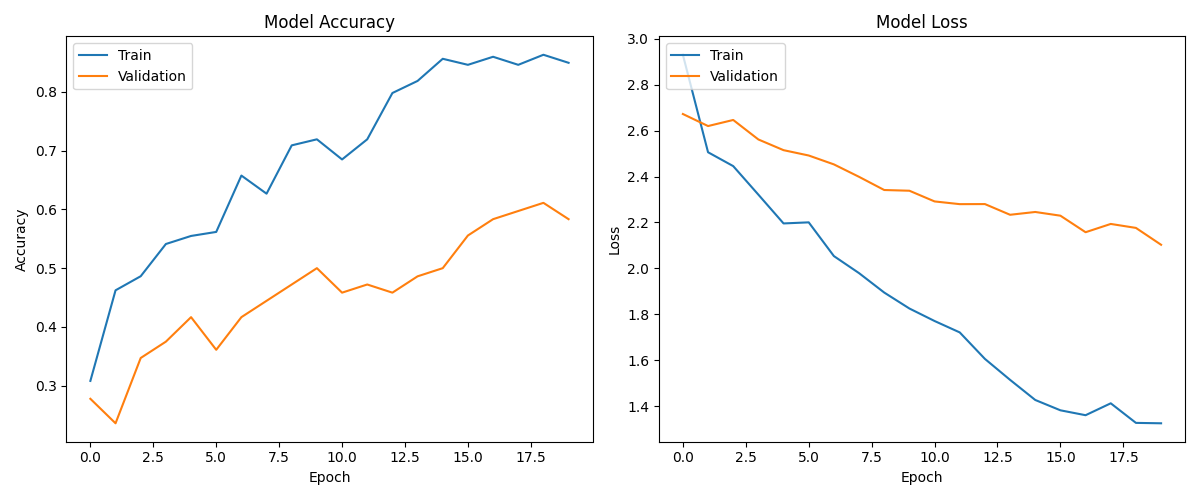 Model Accuracy
Train
Validation
0.8
0.7
0.6
0.5
0.4
0.3
Accuracy
0.0 2.5 5.0 7.5 10.0 12.5 15.0 17.5
Epoch
Model Loss
Train
Validation
3.0
2.8
2.6
2.4
2.2
2.0
1.8
1.6
1.4
Loss
0.0 2.5 5.0 7.5 10.0 12.5 15.0 17.5
Epoch